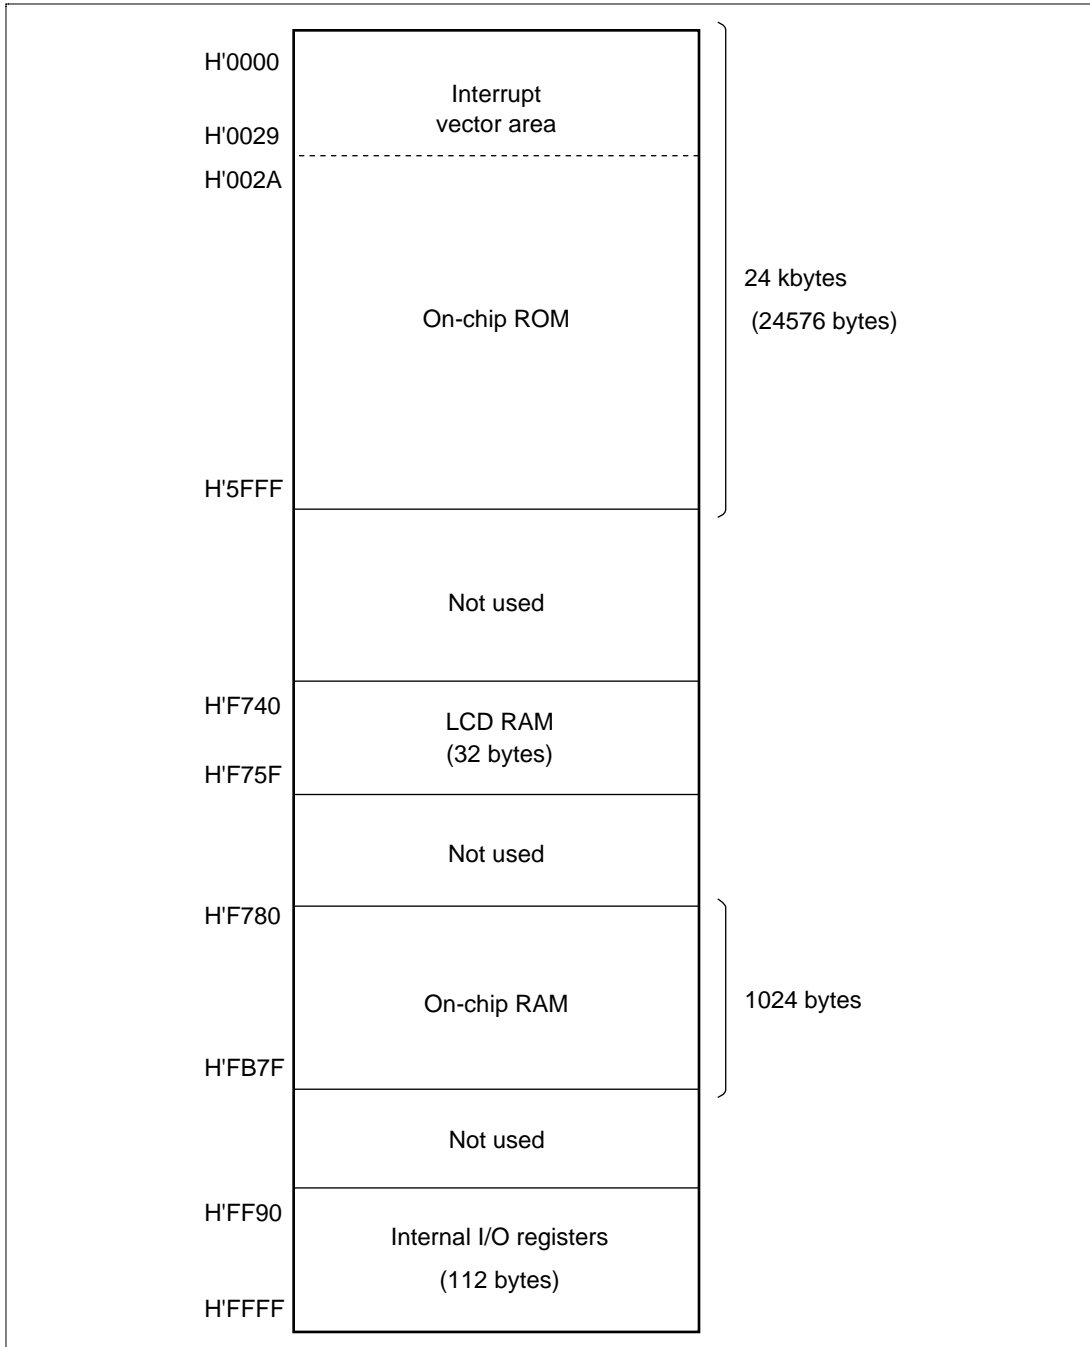 H'0000
Interrupt
vector area
H'0029
H'002A
24 kbytes
On-chip ROM
(24576 bytes)
H'5FFF
Not used
H'F740
LCD RAM
(32 bytes)
H'F75F
Not used
H'F780
On-chip RAM
1024 bytes
H'FB7F
Not used
H'FF90
Internal I/O registers
(112 bytes)
H'FFFF